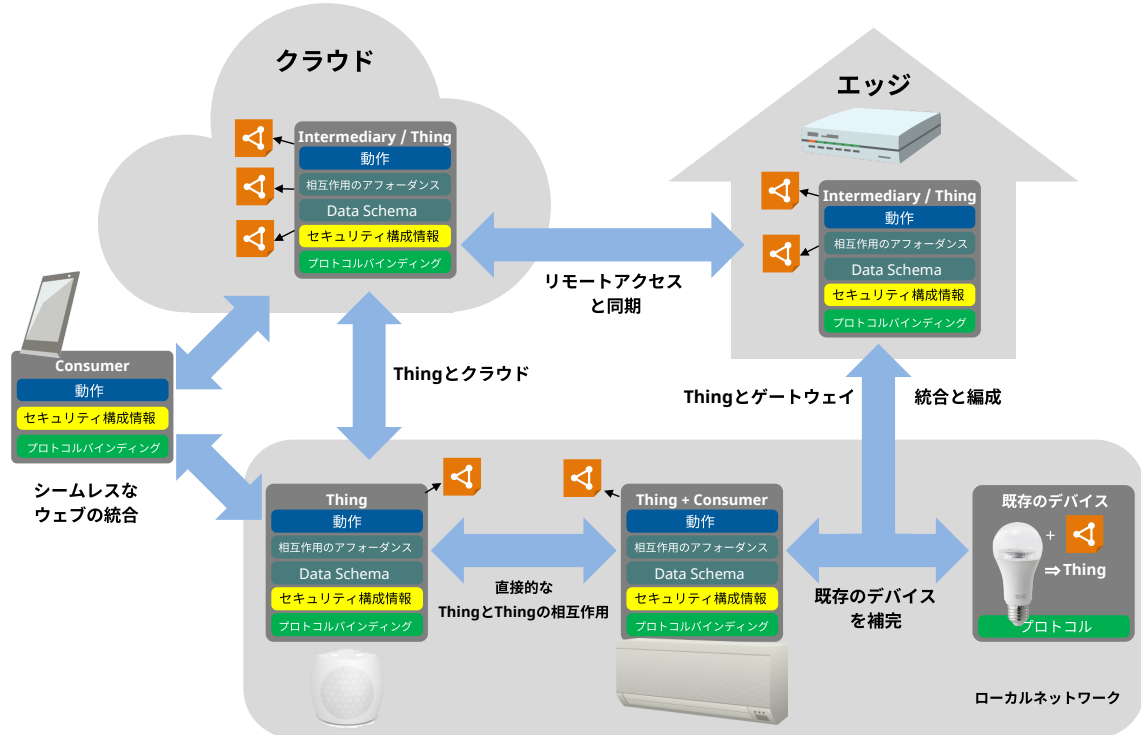 クラウド
Intermediary / Thing
動作
相互作用のアフォーダンス
Data Schema
セキュリティ構成情報
プロトコルバインディング
エッジ
Intermediary / Thing
動作
相互作用のアフォーダンス
Data Schema
セキュリティ構成情報
プロトコルバインディング
リモートアクセス
と同期
Consumer
動作
セキュリティ構成情報
プロトコルバインディング
シームレスな
ウェブの統合
Thingとクラウド
Thingとゲートウェイ
統合と編成
Thing
動作
相互作用のアフォーダンス
Data Schema
セキュリティ構成情報
プロトコルバインディング
直接的な
ThingとThingの相互作用
Thing + Consumer
動作
相互作用のアフォーダンス
Data Schema
セキュリティ構成情報
プロトコルバインディング
既存のデバイス
を補完
既存のデバイス
+
⇒Thing
プロトコル
ローカルネットワーク